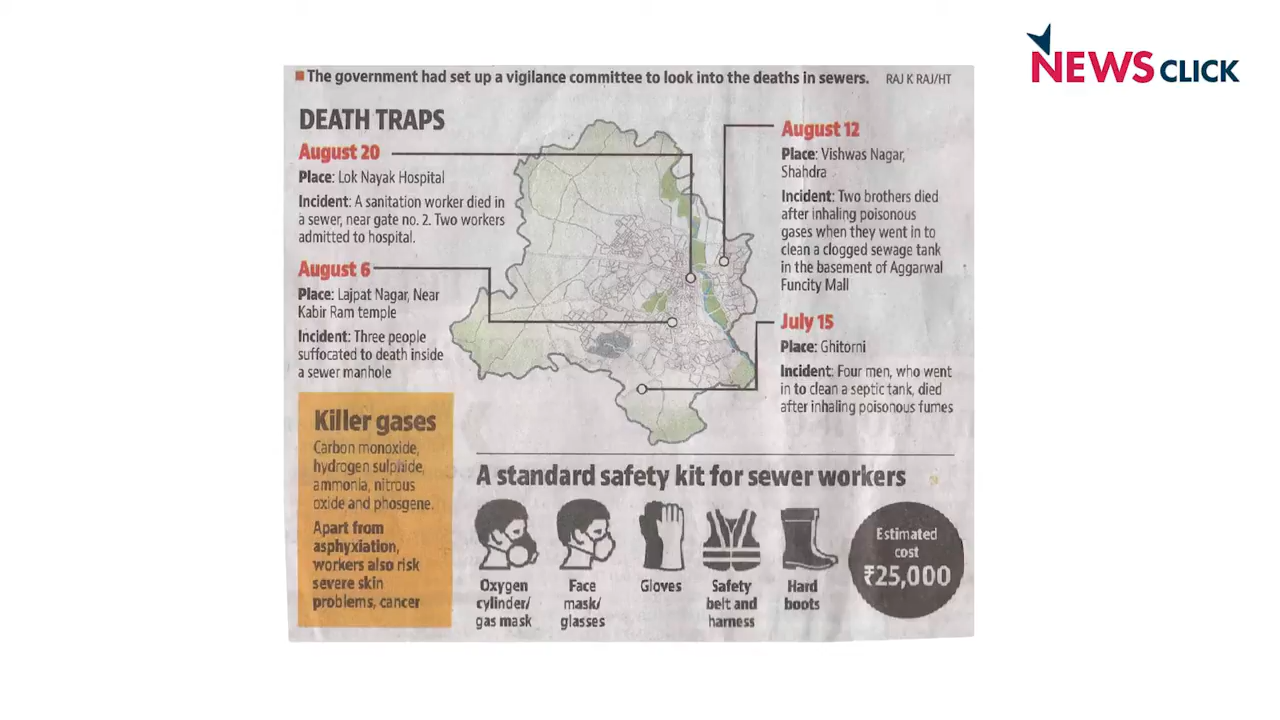 NEWSCLICK
The government had set up a vigilance committee to look into the deaths in sewers. RAJ K RAJ/HT
DEATH TRAPS
August 20
Place: Lok Nayak Hospital
Incident: A sanitation worker died in
a sewer, near gate no. 2. Two workers
admitted to hospital.
August 6
Place: Lajpat Nagar, Near
Kabir Ram temple
Incident: Three people
suffocated to death inside
a sewer manhole
August 12
Place: Vishwas Nagar,
Shahdra
Incident: Two brothers died
after inhaling poisonous
gases when they went in to
clean a clogged sewage tank
in the basement of Aggarwal
Funcity Mall
July 15
Place: Ghitorni
Incident: Four men, who went
in to clean a septic tank, died
after inhaling poisonous fumes
Killer gases
Carbon monoxide,
hydrogen sulphide,
ammonia, nitrous
oxide and phosgene.
Apart from
asphyxiation,
workers also risk
severe skin
problems, cancer
A standard safety kit for sewer workers
Oxygen
cylinder/
gas mask
Face
mask/
glasses
Gloves
Safety
belt and
harness
Hard
boots
Estimated
cost
₹25,000